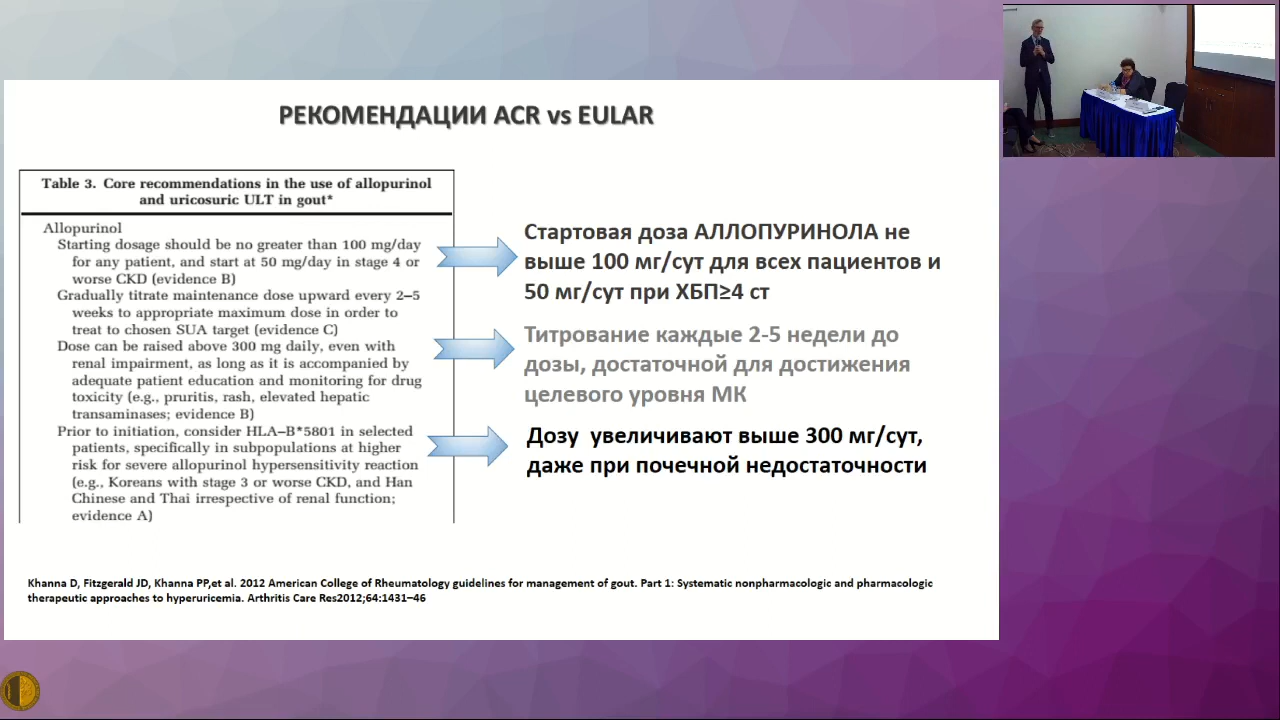 РЕКОМЕНДАЦИИ ACR vs EULAR
Table 3. Core recommendations in the use of allopurinol
and uricosuric ULT in gout*
Allopurinol
Starting dosage should be no greater than 100 mg/day
for any patient, and start at 50 mg/day in stage 4 or
worse CKD (evidence B)
Gradually titrate maintenance dose upward every 2–5
weeks to appropriate maximum dose in order to
treat to chosen SUA target (evidence C)
Dose can be raised above 300 mg daily, even with
renal impairment, as long as it is accompanied by
adequate patient education and monitoring for drug
toxicity (e.g., pruritis, rash, elevated hepatic
transaminases; evidence B)
Prior to initiation, consider HLA–B*5801 in selected
patients, specifically in subpopulations at higher
risk for severe allopurinol hypersensitivity reaction
(e.g., Koreans with stage 3 or worse CKD, and Han
Chinese and Thai irrespective of renal function;
evidence A)
Стартовая доза АЛЛОПУРИНОЛА не
выше 100 мг/сут для всех пациентов и
50 мг/сут при ХБП≥4 ст
Титрование каждые 2-5 недели до
дозы, достаточной для достижения
целевого уровня МК
Дозу увеличивают выше 300 мг/сут,
даже при почечной недостаточности
Khanna D, Fitzgerald JD, Khanna PP,et al. 2012 American College of Rheumatology guidelines for management of gout. Part 1: Systematic nonpharmacologic and pharmacologic
therapeutic approaches to hyperuricemia. Arthritis Care Res2012;64:1431–46